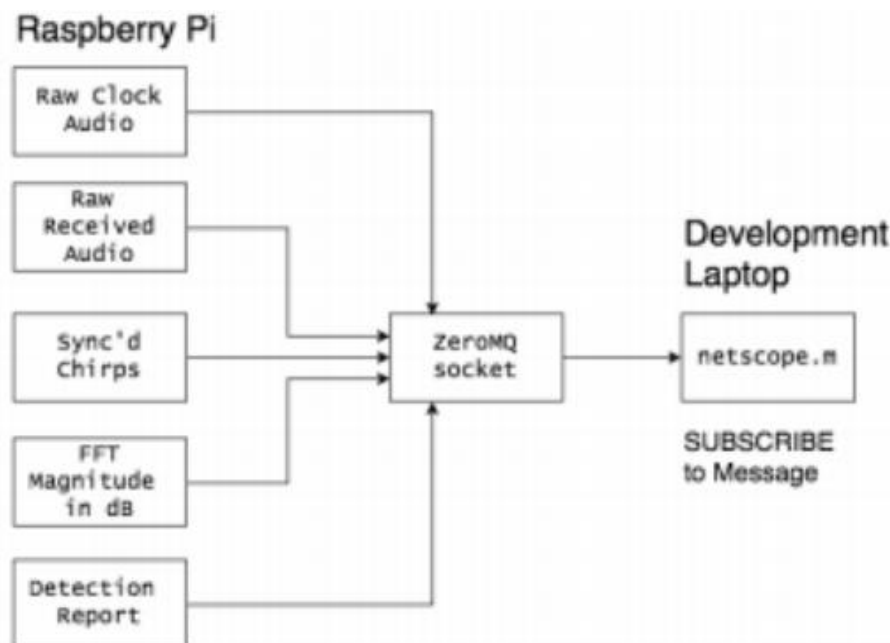 Raspberry Pi
Raw Clock
Audio
Raw
Received
Audio
Sync'd
Chirps
FFT
Magnitude
in dB
Detection
Report
ZeroMQ
socket
Development
Laptop
netscope.m
SUBSCRIBE
to Message